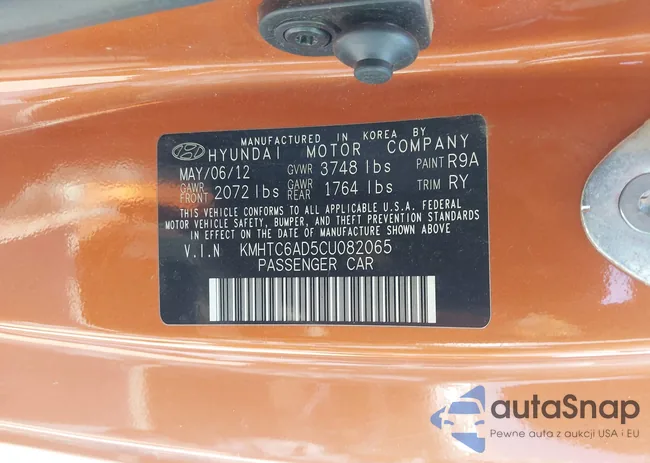 MANUFACTURED IN KOREA BY
HYUNDAI MOTOR COMPANY
MAY/06/12 GVWR 3748 lbs PAINT R9A
GAWR FRONT 2072 lbs GAWR REAR 1764 lbs TRIM RY
THIS VEHICLE CONFORMS TO ALL APPLICABLE U.S.A. FEDERAL
MOTOR VEHICLE SAFETY, BUMPER, AND THEFT PREVENTION STANDARDS
IN EFFECT ON THE DATE OF MANUFACTURE SHOWN ABOVE
V.I.N KMHTC6AD5CU082065
PASSENGER CAR
autaSnap
Pewne auta z aukcji USA i EU